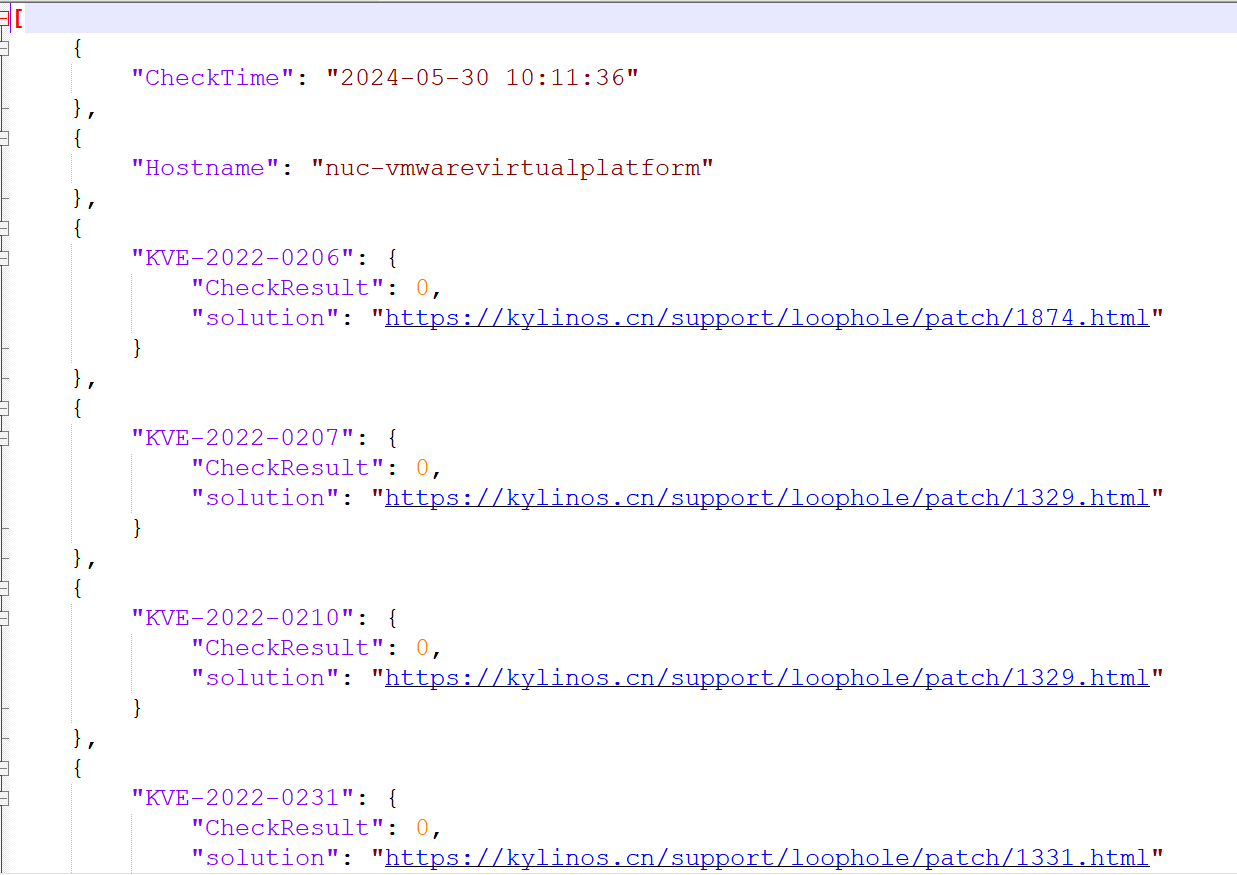 [
{
"CheckTime": "2024-05-30 10:11:36"
},
{
"Hostname": "nuc-vmwarevirtualplatform"
},
{
"KVE-2022-0206": {
"CheckResult": 0,
"solution": "https://kylinos.cn/support/loophole/patch/1874.html"
}
},
{
"KVE-2022-0207": {
"CheckResult": 0,
"solution": "https://kylinos.cn/support/loophole/patch/1329.html"
}
},
{
"KVE-2022-0210": {
"CheckResult": 0,
"solution": "https://kylinos.cn/support/loophole/patch/1329.html"
}
},
{
"KVE-2022-0231": {
"CheckResult": 0,
"solution": "https://kylinos.cn/support/loophole/patch/1331.html"